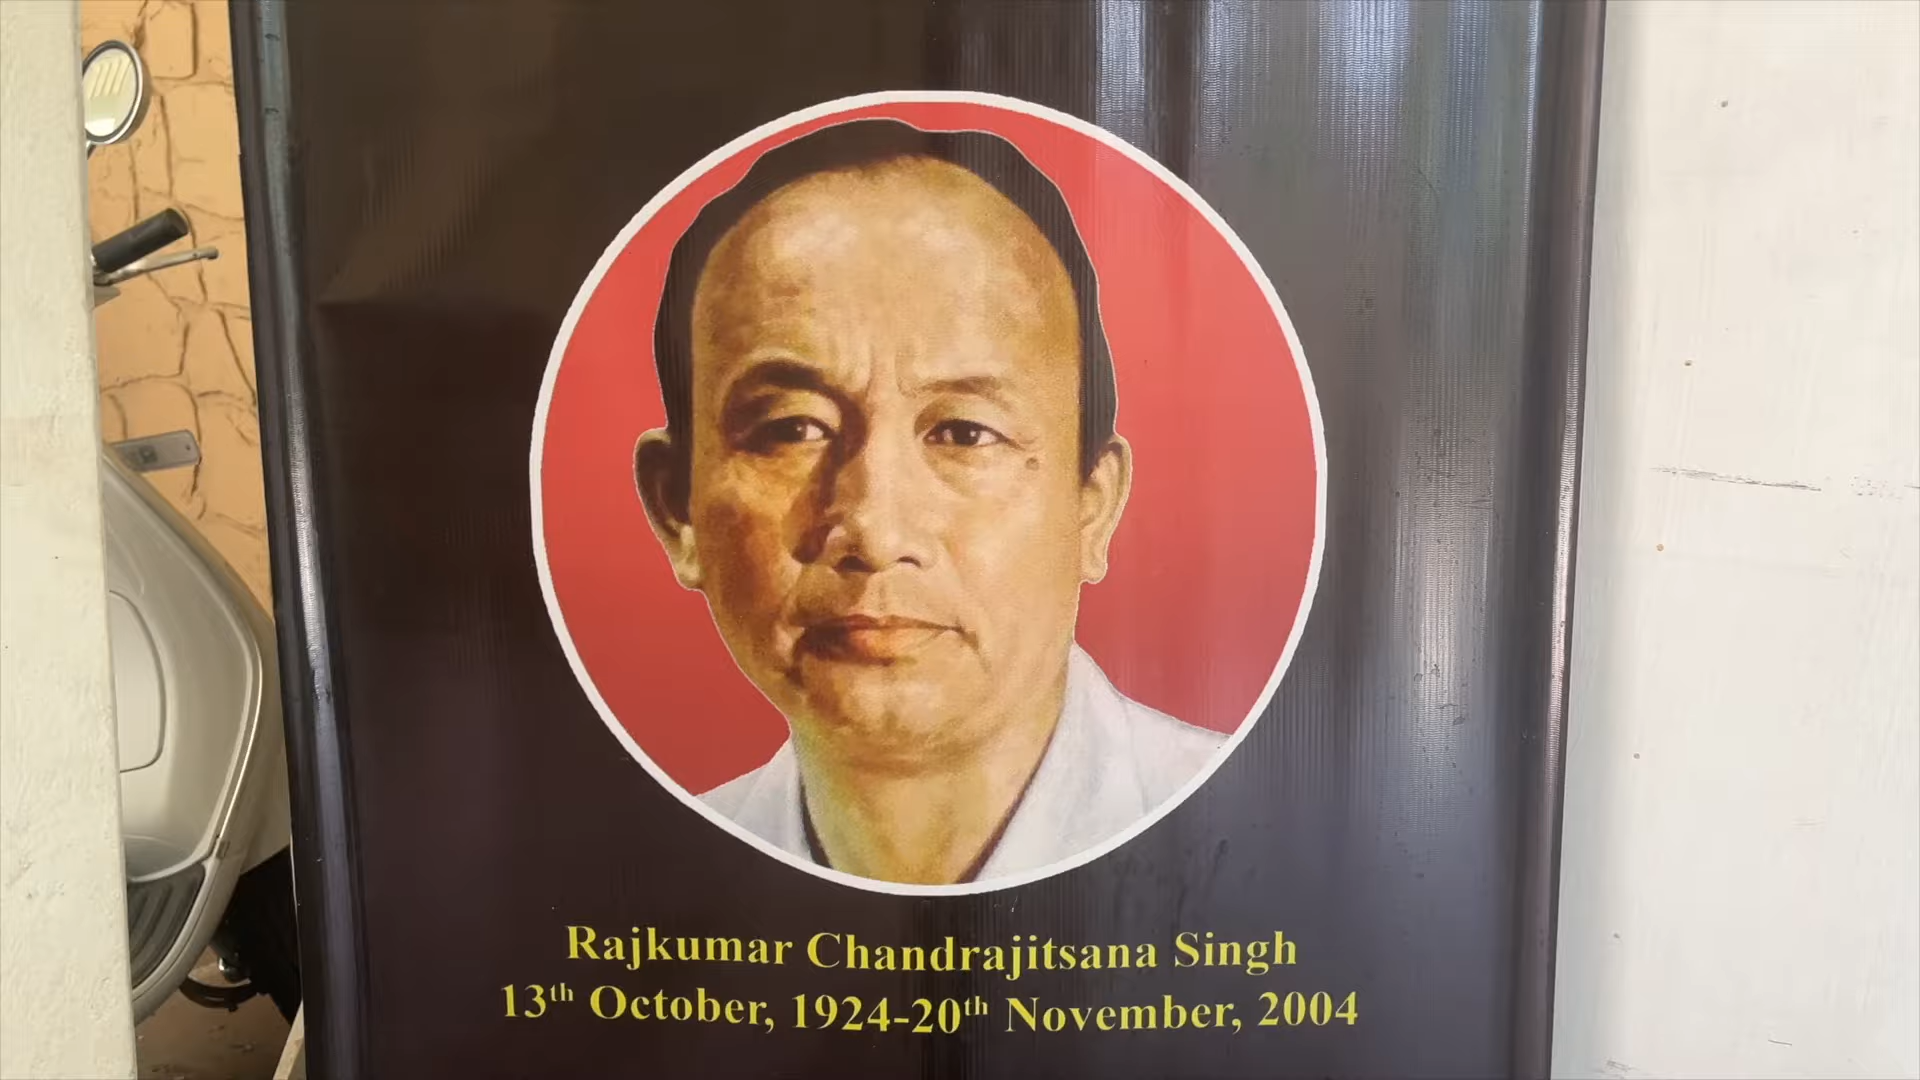 Rajkumar Chandrajitsana Singh
13th October, 1924-20th November, 2004